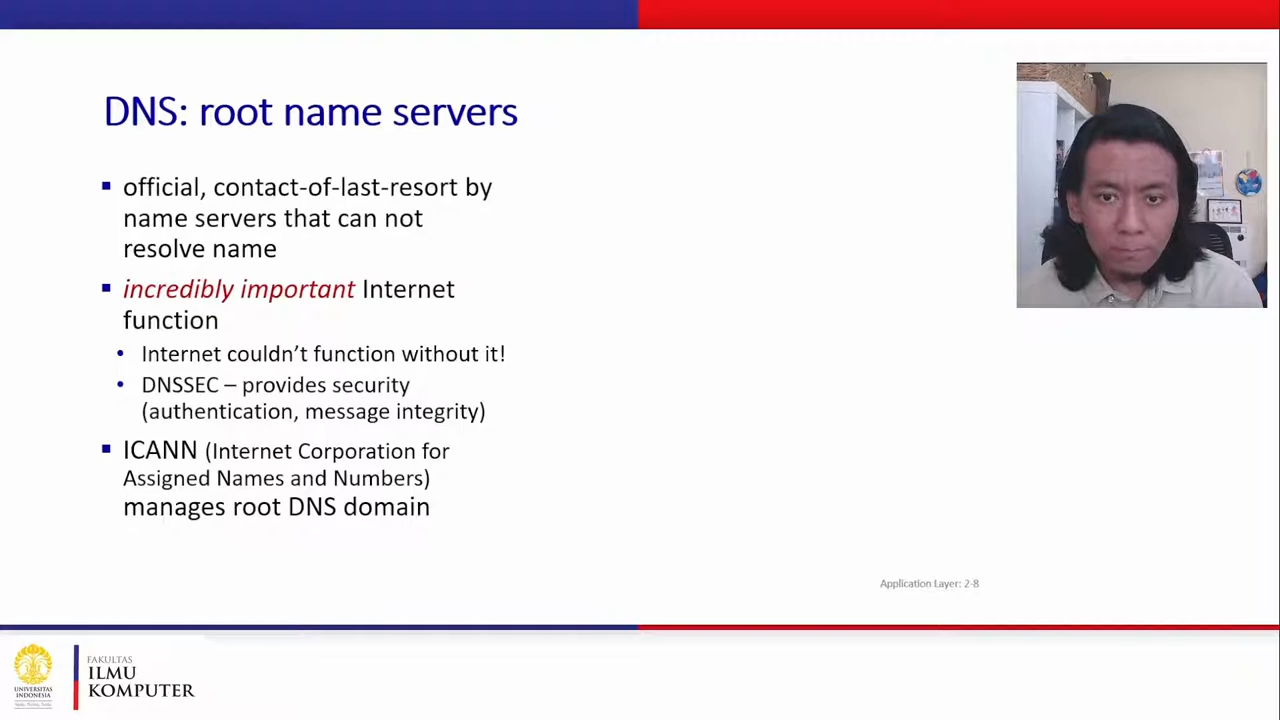 DNS: root name servers
official, contact-of-last-resort by
name servers that can not
resolve name
incredibly important Internet
function
Internet couldn't function without it!
DNSSEC – provides security
(authentication, message integrity)
ICANN (Internet Corporation for
Assigned Names and Numbers)
manages root DNS domain
Application Layer: 2-8
UNIVERSITAS
INDONESIA
FAKULTAS
ILMU
KOMPUTER